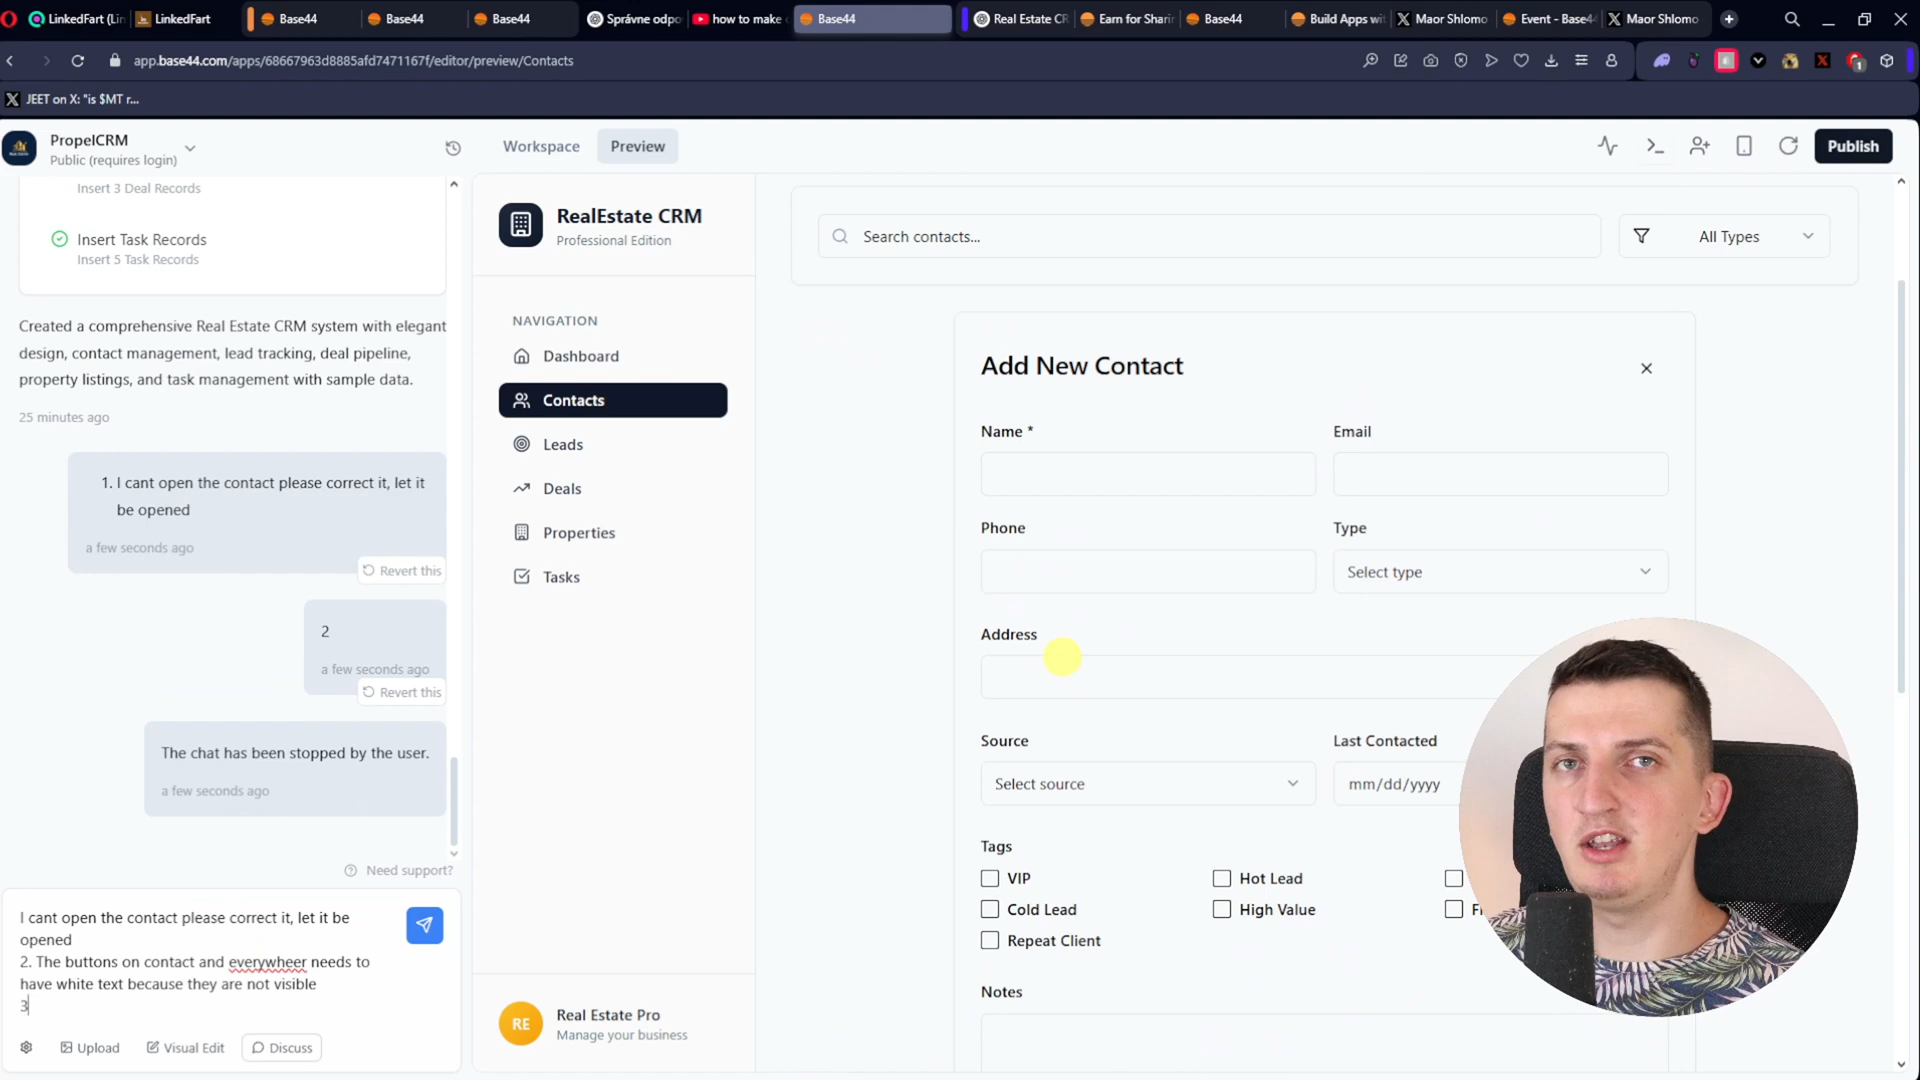 LinkedFart (Lin
LinkedFart
Base44
Base44
Base44
Správne odpo
how to make
Base44
Real Estate CR
Earn for Sharin
Base44
Build Apps wit
Maor Shlomo
Event - Base44
Maor Shlomo
app.base44.com/apps/68667963d8885afd7471167f/editor/preview/Contacts
1
JEET on X: "is $MT r...
PropelCRM
Public (requires login)
Workspace
Preview
Publish
Insert 3 Deal Records
Insert Task Records
Insert 5 Task Records
Created a comprehensive Real Estate CRM system with elegant
design, contact management, lead tracking, deal pipeline,
property listings, and task management with sample data.
25 minutes ago
1. I cant open the contact please correct it, let it
be opened
a few seconds ago
Revert this
2
a few seconds ago
Revert this
The chat has been stopped by the user.
a few seconds ago
Need support?
I cant open the contact please correct it, let it be
opened
2. The buttons on contact and everywheer needs to
have white text because they are not visible
3
Upload
Visual Edit
Discuss
RealEstate CRM
Professional Edition
NAVIGATION
Dashboard
Contacts
Leads
Deals
Properties
Tasks
RE
Real Estate Pro
Manage your business
Search contacts...
All Types
Add New Contact
Name *
Email
Phone
Type
Select type
Address
Source
Last Contacted
Select source
mm/dd/yyyy
Tags
VIP
Hot Lead
Cold Lead
High Value
Repeat Client
Notes